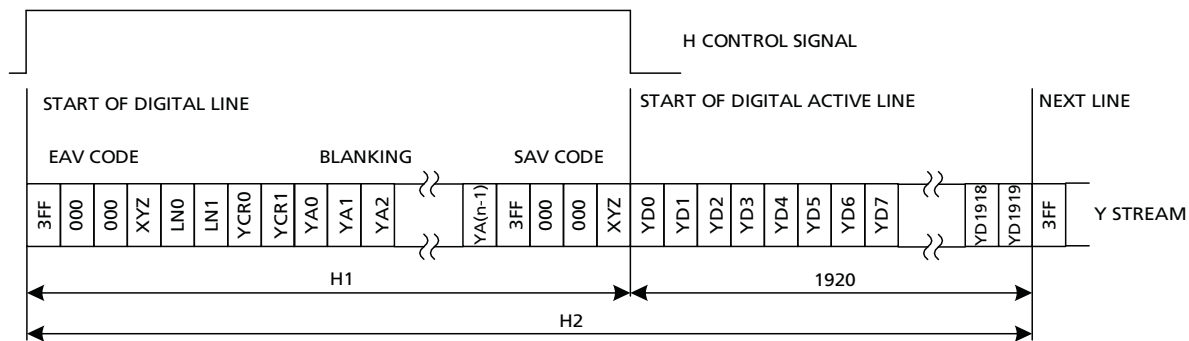 H CONTROL SIGNAL
START OF DIGITAL LINE
START OF DIGITAL ACTIVE LINE
NEXT LINE
EAV CODE
BLANKING
SAV CODE
3FF 000 000 XYZ LN0 LN1 YCR0 YCR1 YA0 YA1 YA2 YA(n-1) 3FF 000 000 XYZ YD0 YD1 YD2 YD3 YD4 YD5 YD6 YD7 YD1918 YD1919 3FF
Y STREAM
H1
1920
H2